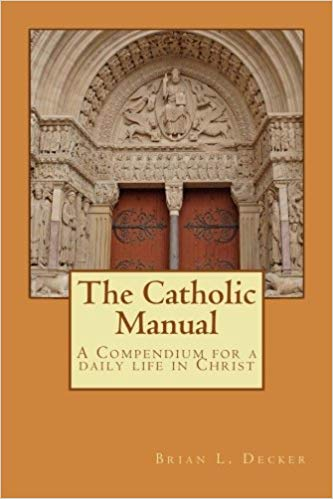 The Catholic
Manual
A Compendium for a
daily life in Christ
Brian L. Decker